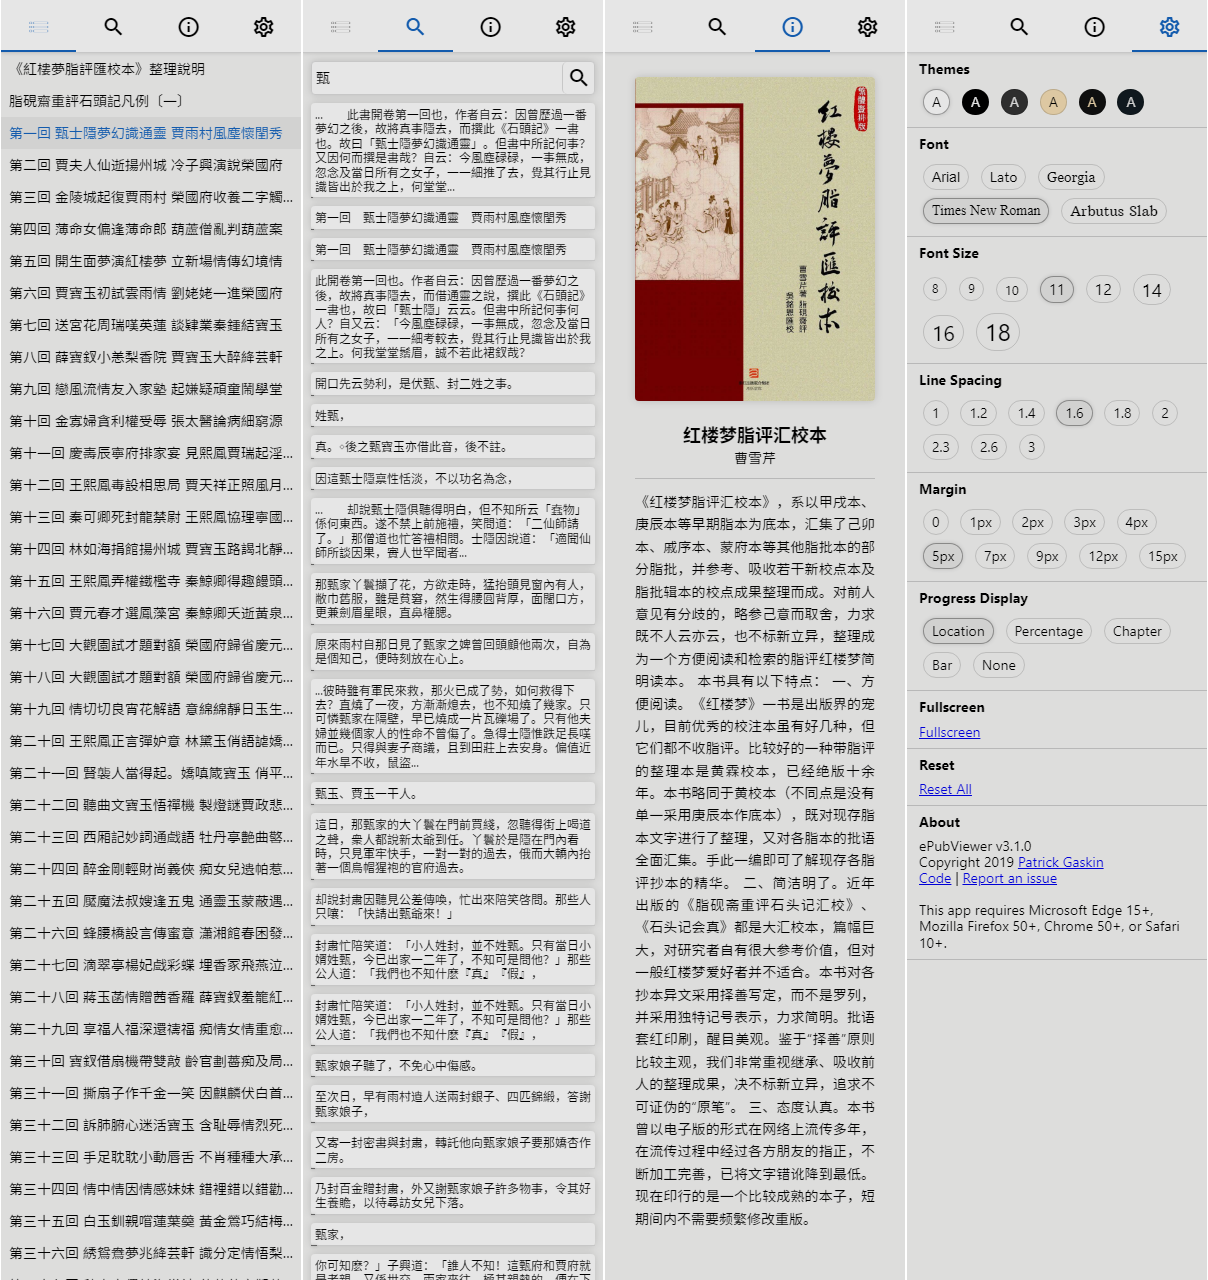 《紅樓夢脂評匯校本》整理說明
脂硯齋重評石頭記凡例〔一〕
第一回 甄士隱夢幻識通靈 賈雨村風塵懷閨秀
第二回 賈夫人仙逝揚州城 冷子興演說榮國府
第三回 金陵城起復賈雨村 榮國府收養二字觸...
第四回 薄命女偏逢薄命郎 葫蘆僧亂判葫蘆案
第五回 開生面夢演紅樓夢 立新場情傳幻境情
第六回 賈寶玉初試雲雨情 劉姥姥一進榮國府
第七回 送宮花周瑞嘆英蓮 談肄業秦鍾結寶玉
第八回 薛寶釵小恙梨香院 賈寶玉大醉絳芸軒
第九回 戀風流情友入家塾 起嫌疑頑童鬧學堂
第十回 金寡婦貪利權受辱 張太醫論病細窮源
第十一回 慶壽辰寧府排家宴 見熙鳳賈瑞起淫...
第十二回 王熙鳳毒設相思局 賈天祥正照風月...
第十三回 秦可卿死封龍禁尉 王熙鳳協理寧國...
第十四回 林如海捐館揚州城 賈寶玉路謁北靜...
第十五回 王熙鳳弄權鐵檻寺 秦鯨卿得趣饅頭...
第十六回 賈元春才選鳳藻宮 秦鯨卿夭逝黃泉...
第十七回 大觀園試才題對額 榮國府歸省慶元...
第十八回 大觀園試才題對額 榮國府歸省慶元...
第十九回 情切切良宵花解語 意綿綿靜日玉生...
第二十回 王熙鳳正言彈妒意 林黛玉俏語謔嬌...
第二十一回 賢襲人當得起。嬌嗔箴寶玉 俏平...
第二十二回 聽曲文寶玉悟禪機 製燈謎賈政悲...
第二十三回 西廂記妙詞通戲語 牡丹亭艷曲警...
第二十四回 醉金剛輕財尚義俠 痴女兒遺帕惹...
第二十五回 魘魔法叔嫂逢五鬼 通靈玉蒙蔽遇...
第二十六回 蜂腰橋設言傳蜜意 瀟湘館春困發...
第二十七回 滴翠亭楊妃戲彩蝶 埋香冢飛燕泣...
第二十八回 蔣玉菡情贈茜香羅 薛寶釵羞籠紅...
第二十九回 享福人福深還禱福 痴情女情重愈...
第三十回 寶釵借扇機帶雙敲 齡官劃薔痴及局...
第三十一回 撕扇子作千金一笑 因麒麟伏白首...
第三十二回 訴肺腑心迷活寶玉 含耻辱情烈死...
第三十三回 手足耽耽小動唇舌 不肖種種大承...
第三十四回 情中情因情感妹妹 錯裡錯以錯勸...
第三十五回 白玉釧親嚐蓮葉羹 黃金鶯巧結梅...
第三十六回 綉鴛鴦夢兆絳芸軒 識分定情悟梨...
甄
... 此書開卷第一回也，作者自云：因曾歷過一番
夢幻之後，故將真事隱去，而撰此《石頭記》一書
也。故曰「甄士隱夢幻識通靈」。但書中所記何事？
又因何而撰是書哉？自云：今風塵碌碌，一事無成，
忽念及當日所有之女子，一一細推了去，覺其行止見
識皆出於我之上，何堂堂...
第一回 甄士隱夢幻識通靈 賈雨村風塵懷閨秀
第一回 甄士隱夢幻識通靈 賈雨村風塵懷閨秀
此開卷第一回也。作者自云：因曾歷過一番夢幻之
後，故將真事隱去，而借通靈之說，撰此《石頭記》
一書也，故曰「甄士隱」云云。但書中所記何事何
人？自又云：「今風塵碌碌，一事無成，忽念及當日
所有之女子，一一細考較去，覺其行止見識皆出於我
之上。何我堂堂鬚眉，誠不若此裙釵哉？
開口先云勢利，是伏甄、封二姓之事。
姓甄，
真。○後之甄寶玉亦借此音，後不註。
因這甄士隱稟性恬淡，不以功名為念，
... 却說甄士隱俱聽得明白，但不知所云「蠢物」
係何東西。遂不禁上前施禮，笑問道：「二仙師請
了。」那僧道也忙答禮相問。士隱因說道：「適聞仙
師所談因果，實人世罕聞者...
那甄家丫鬟擷了花，方欲走時，猛抬頭見窗內有人，
敝巾舊服，雖是貧窘，然生得腰圓背厚，面闊口方，
更兼劍眉星眼，直鼻權腮。
原來雨村自那日見了甄家之婢曾回頭顧他兩次，自為
是個知己，便時刻放在心上。
...彼時雖有軍民來救，那火已成了勢，如何救得下
去？直燒了一夜，方漸漸熄去，也不知燒了幾家。只
可憐甄家在隔壁，早已燒成一片瓦礫場了。只有他夫
婦並幾個家人的性命不曾傷了。急得士隱惟跌足長嘆
而已。只得與妻子商議，且到田莊上去安身。偏值近
年水旱不收，鼠盜...
甄玉、賈玉一干人。
這日，那甄家的大丫鬟在門前買綫，忽聽得街上喝道
之聲，衆人都說新太爺到任。丫鬟於是隱在門內看
時，只見軍牢快手，一對一對的過去，俄而大轎內抬
著一個烏帽猩袍的官府過去。
却說封肅因聽見公差傳喚，忙出來陪笑啓問。那些人
只嚷：「快請出甄爺來！」
封肅忙陪笑道：「小人姓封，並不姓甄。只有當日小
婿姓甄，今已出家一二年了，不知可是問他？」那些
公人道：「我們也不知什麽『真』『假』，
封肅忙陪笑道：「小人姓封，並不姓甄。只有當日小
婿姓甄，今已出家一二年了，不知可是問他？」那些
公人道：「我們也不知什麽『真』『假』，
甄家娘子聽了，不免心中傷感。
至次日，早有雨村遣人送兩封銀子、四匹錦緞，答謝
甄家娘子，
又寄一封密書與封肅，轉託他向甄家娘子要那嬌杏作
二房。
乃封百金贈封肅，外又謝甄家娘子許多物事，令其好
生養贍，以待尋訪女兒下落。
甄家，
你可知麽？」子興道：「誰人不知！這甄府和賈府就
繁體豎排版
紅樓夢脂評匯校本
曹雪芹著 脂硯齋評
吳銘恩匯校
红楼梦脂评汇校本
曹雪芹
《红楼梦脂评汇校本》，系以甲戌本、
庚辰本等早期脂本为底本，汇集了己卯
本、戚序本、蒙府本等其他脂批本的部
分脂批，并参考、吸收若干新校点本及
脂批辑本的校点成果整理而成。对前人
意见有分歧的，略参己意而取舍，力求
既不人云亦云，也不标新立异，整理成
为一个方便阅读和检索的脂评红楼梦简
明读本。 本书具有以下特点： 一、方
便阅读。《红楼梦》一书是出版界的宠
儿，目前优秀的校注本虽有好几种，但
它们都不收脂评。比较好的一种带脂评
的整理本是黄霖校本，已经绝版十余
年。本书略同于黄校本（不同点是没有
单一采用庚辰本作底本），既对现存脂
本文字进行了整理，又对各脂本的批语
全面汇集。手此一编即可了解现存各脂
评抄本的精华。 二、简洁明了。近年
出版的《脂砚斋重评石头记汇校》、
《石头记会真》都是大汇校本，篇幅巨
大，对研究者自有很大参考价值，但对
一般红楼梦爱好者并不适合。本书对各
抄本异文采用择善写定，而不是罗列，
并采用独特记号表示，力求简明。批语
套红印刷，醒目美观。鉴于“择善”原则
比较主观，我们非常重视继承、吸收前
人的整理成果，决不标新立异，追求不
可证伪的“原笔”。 三、态度认真。本书
曾以电子版的形式在网络上流传多年，
在流传过程中经过各方朋友的指正，不
断加工完善，已将文字错讹降到最低。
现在印行的是一个比较成熟的本子，短
期间内不需要频繁修改重版。
Themes
A A A A A A
Font
Arial Lato Georgia
Times New Roman Arbutus Slab
Font Size
8 9 10 11 12 14
16 18
Line Spacing
1 1.2 1.4 1.6 1.8 2
2.3 2.6 3
Margin
0 1px 2px 3px 4px
5px 7px 9px 12px 15px
Progress Display
Location Percentage Chapter
Bar None
Fullscreen
Fullscreen
Reset
Reset All
About
ePubViewer v3.1.0
Copyright 2019 Patrick Gaskin
Code | Report an issue
This app requires Microsoft Edge 15+,
Mozilla Firefox 50+, Chrome 50+, or Safari
10+.